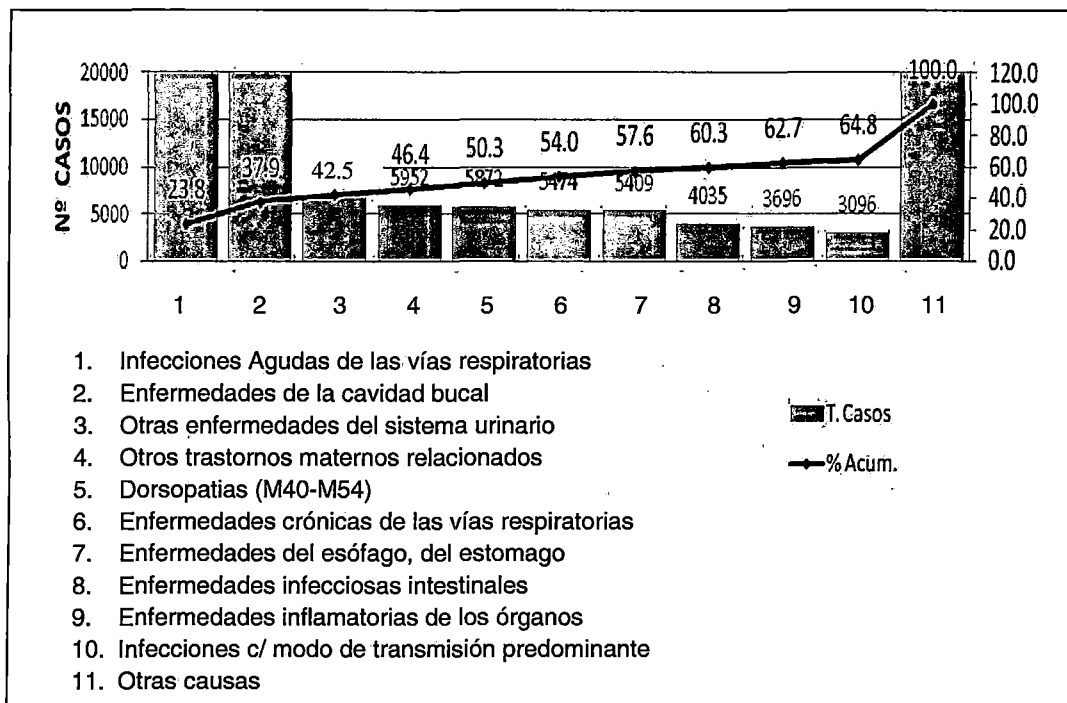 Nº CASOS
20000
15000
10000
5000
0
120.0
100.0
80.0
60.0
40.0
20.0
0.0
23.8 37.9 42.5 46.4 50.3 54.0 57.6 60.3 62.7 64.8 100.0
5952 5872 5474 5409 4035 3696 3096
1 2 3 4 5 6 7 8 9 10 11
1. Infecciones Agudas de las vías respiratorias
2. Enfermedades de la cavidad bucal
3. Otras enfermedades del sistema urinario
4. Otros trastornos maternos relacionados
5. Dorsopatias (M40-M54)
6. Enfermedades crónicas de las vías respiratorias
7. Enfermedades del esófago, del estomago
8. Enfermedades infecciosas intestinales
9. Enfermedades inflamatorias de los órganos
10. Infecciones c/ modo de transmisión predominante
11. Otras causas
T. Casos
% Acum.